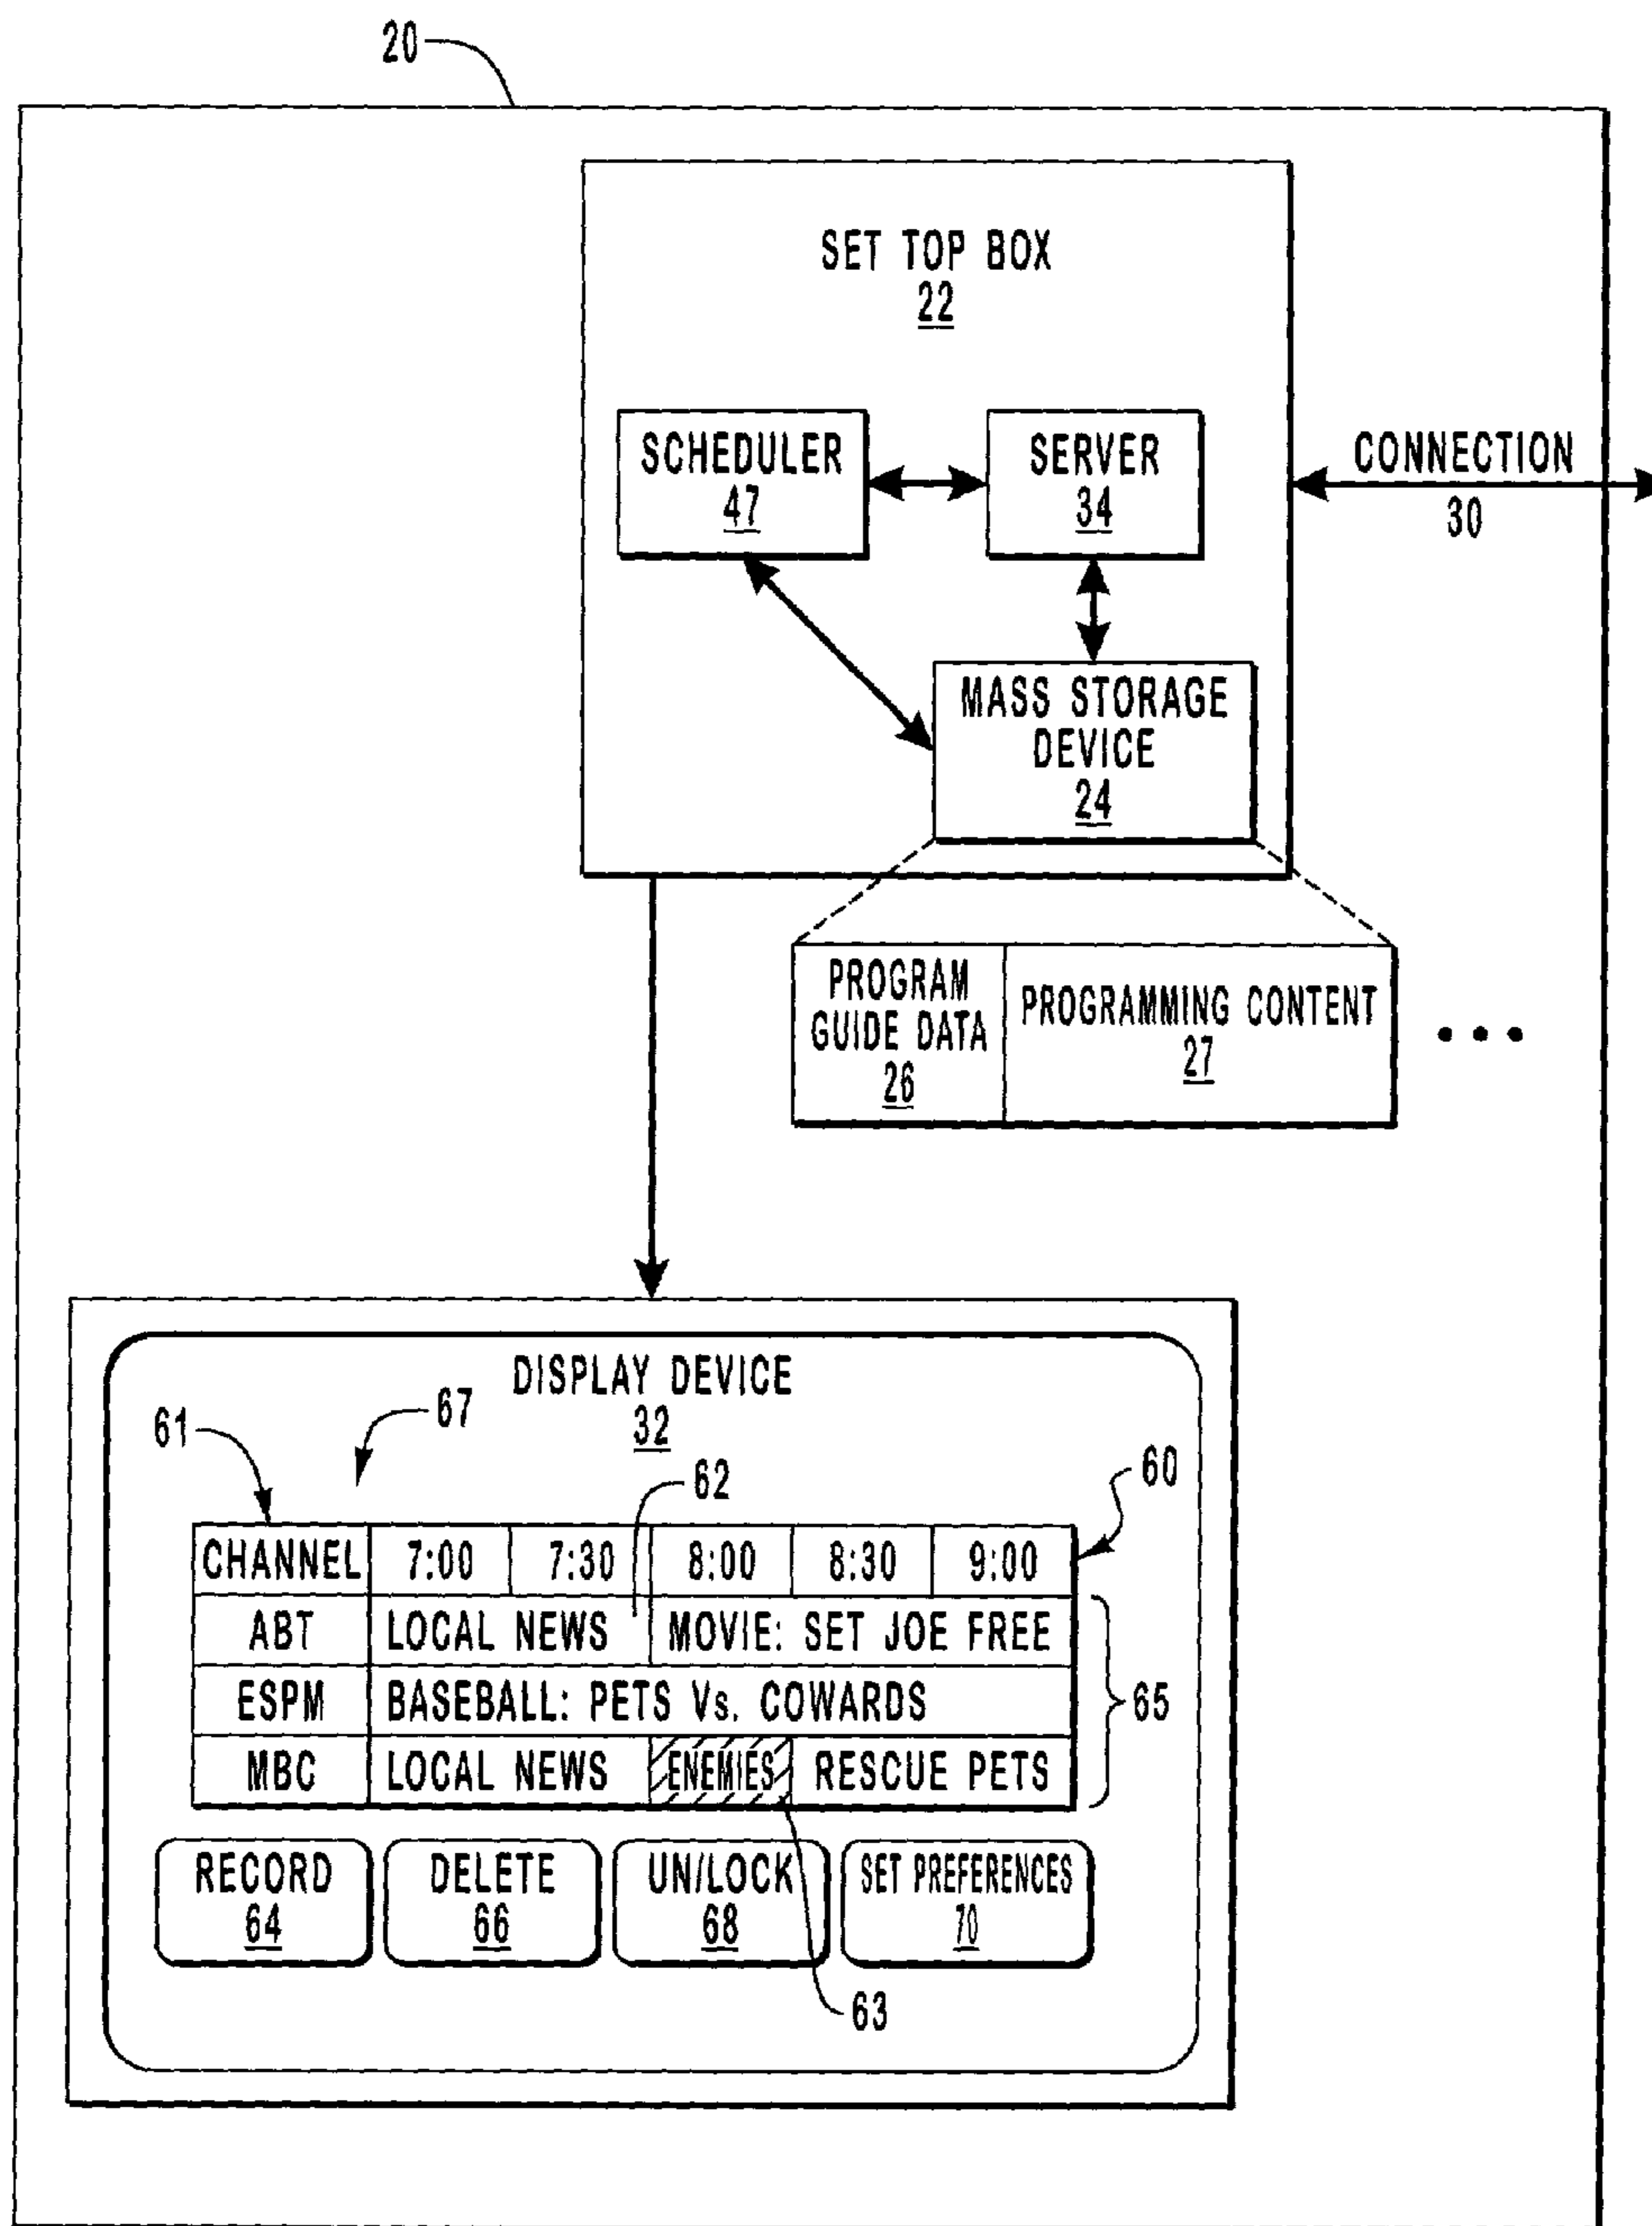 20
SET TOP BOX
22
SCHEDULER
47
SERVER
34
CONNECTION
30
MASS STORAGE
DEVICE
24
PROGRAM
GUIDE DATA
26
PROGRAMMING CONTENT
27
DISPLAY DEVICE
32
61
67
62
60
CHANNEL 7:00 7:30 8:00 8:30 9:00
ABT LOCAL NEWS MOVIE: SET JOE FREE
ESPM BASEBALL: PETS Vs. COWARDS
MBC LOCAL NEWS ENEMIES RESCUE PETS
65
RECORD
64
DELETE
66
UN/LOCK
68
SET PREFERENCES
70
63